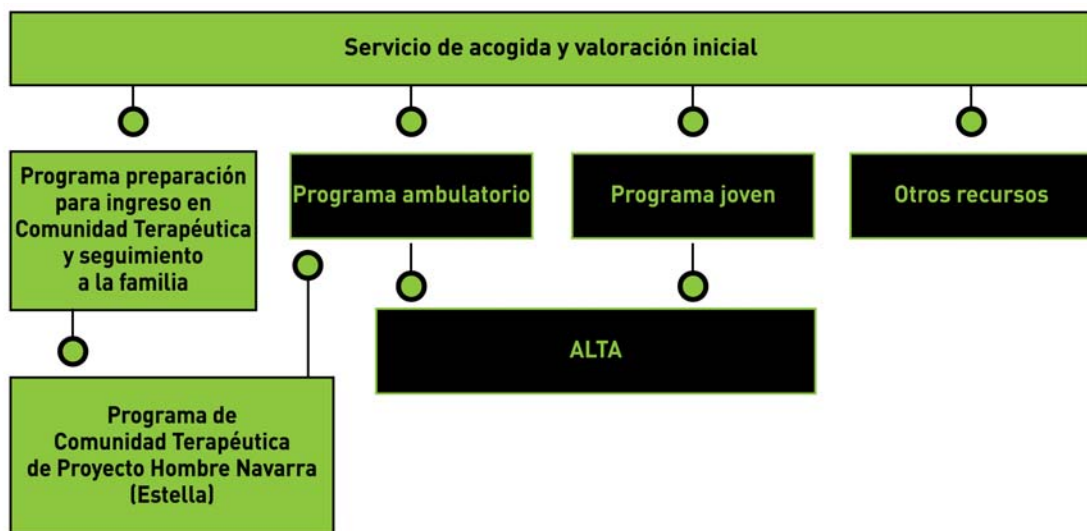 Servicio de acogida y valoración inicial
Programa preparación
para ingreso en
Comunidad Terapéutica
y seguimiento
a la familia
Programa ambulatorio
Programa joven
Otros recursos
ALTA
Programa de
Comunidad Terapéutica
de Proyecto Hombre Navarra
(Estella)